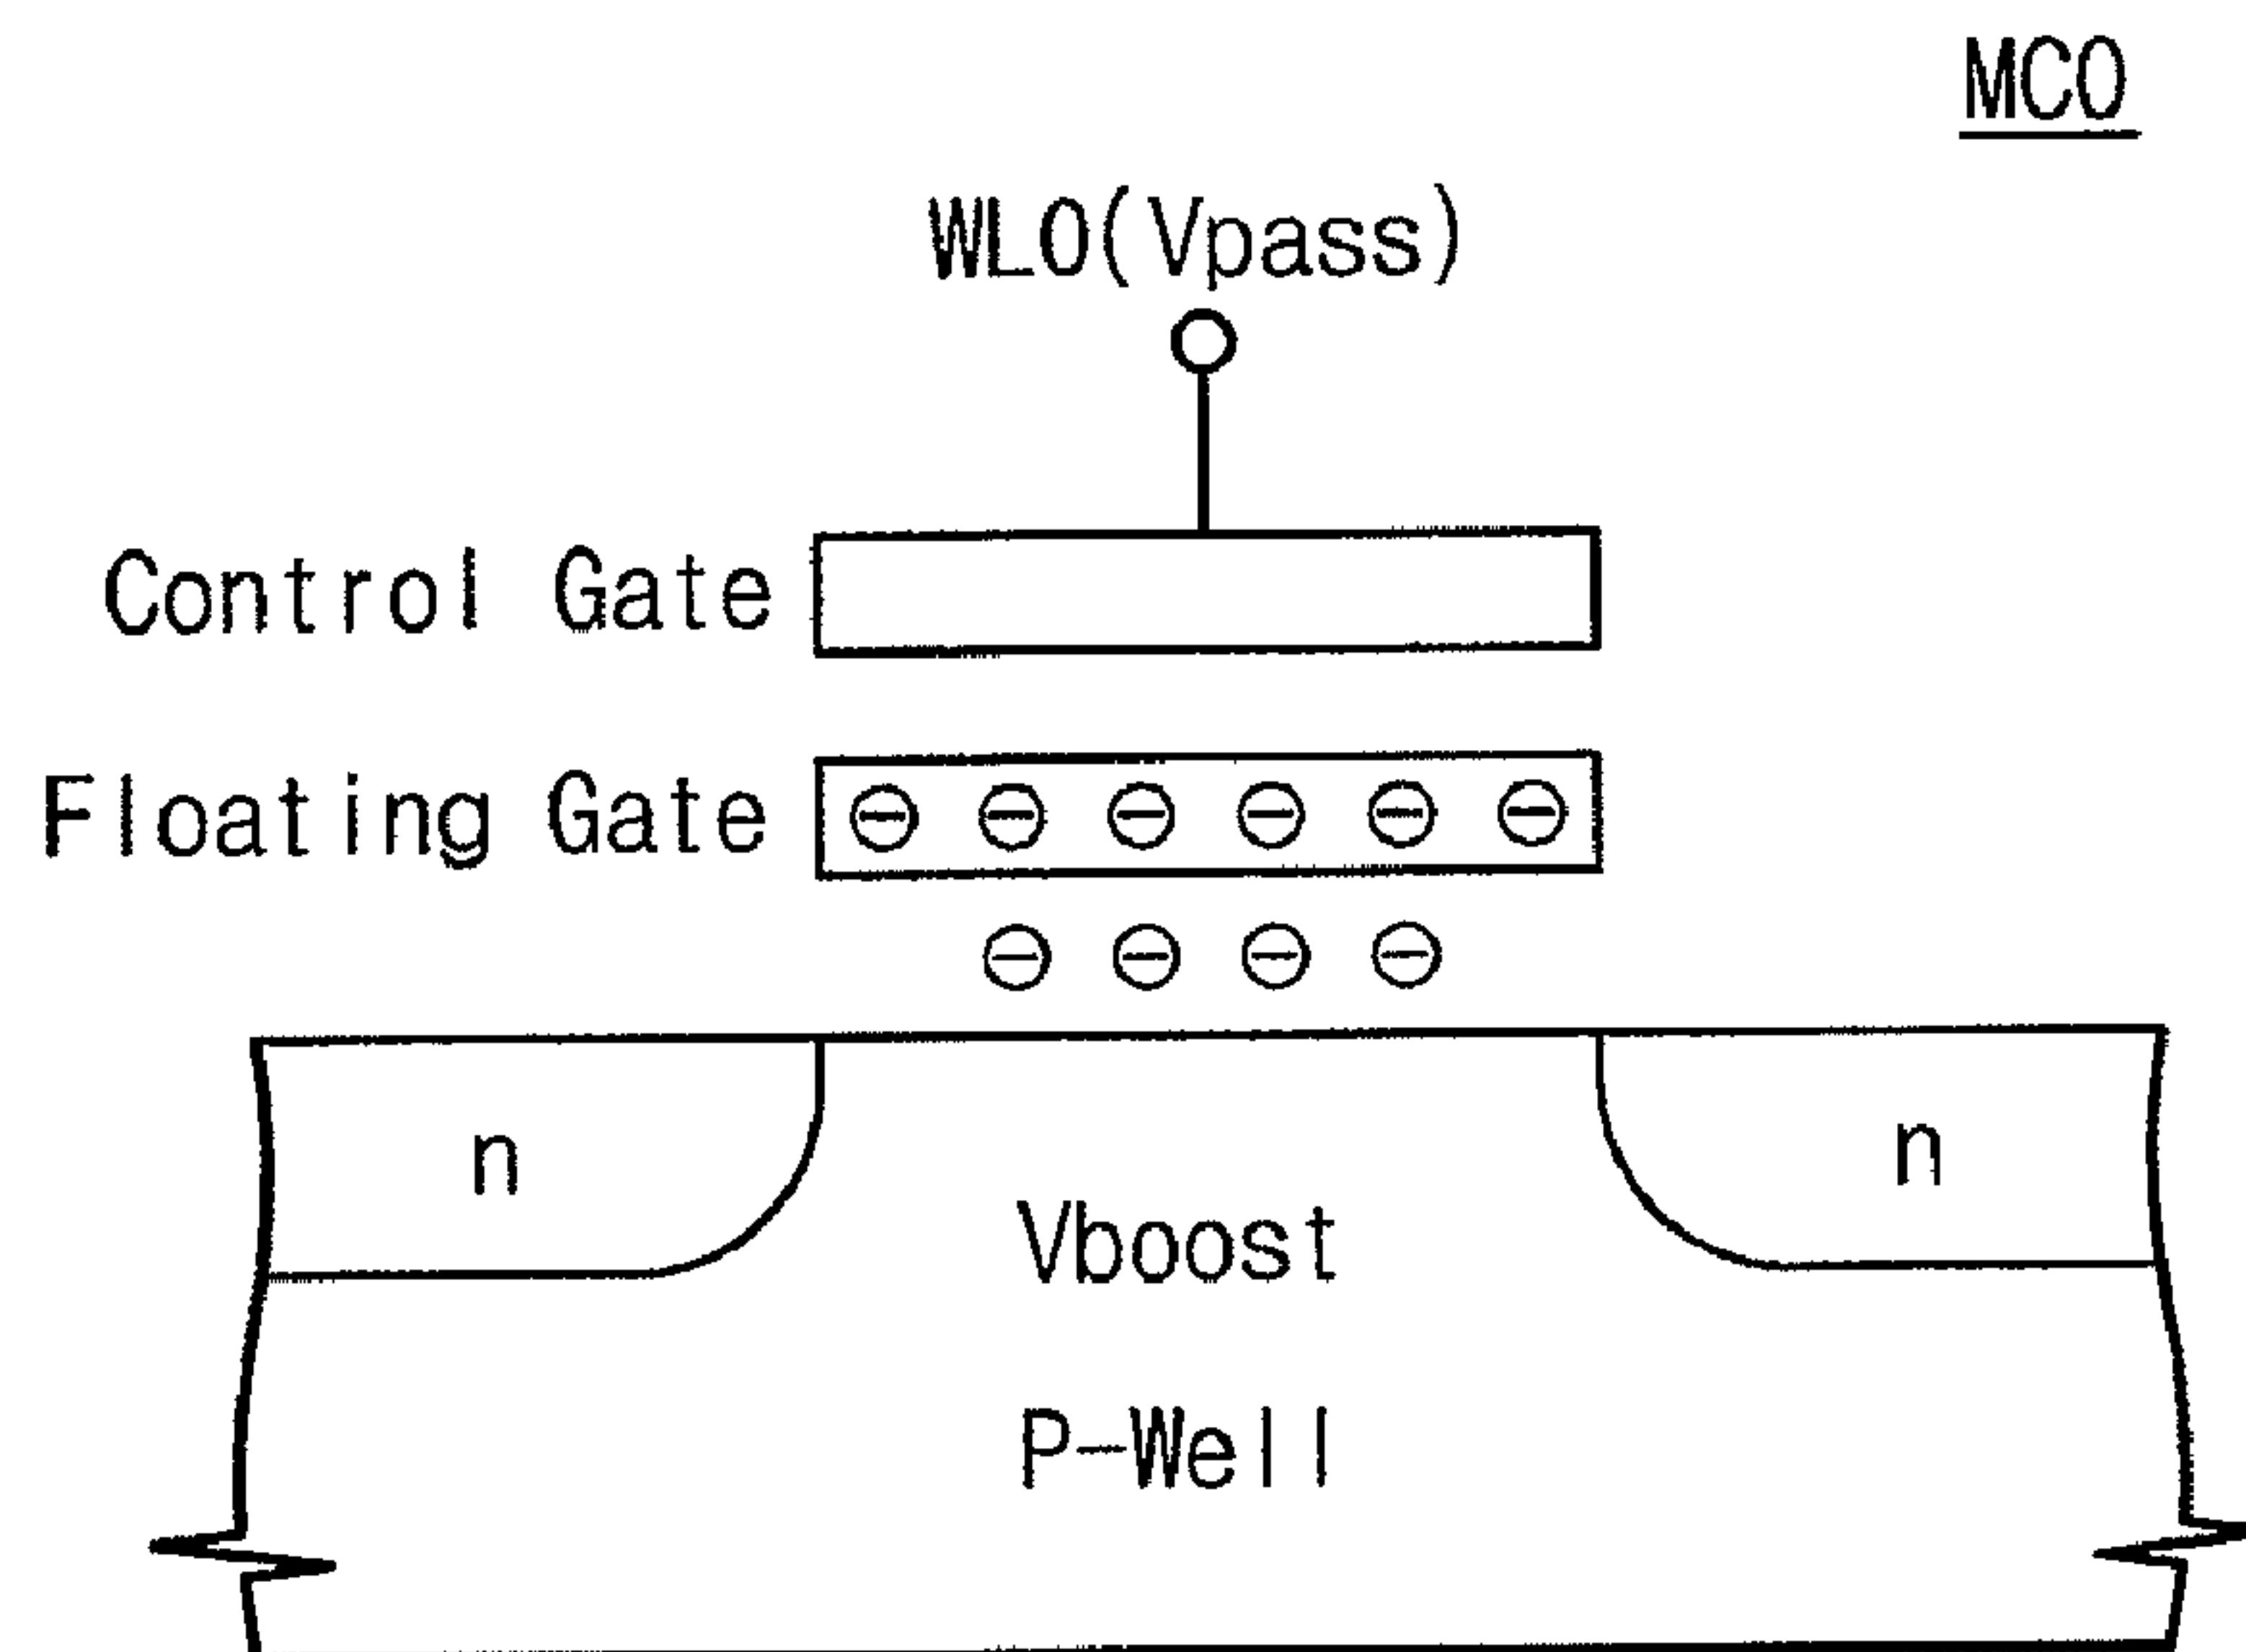 MC0
WL0(Vpass)
Control Gate
Floating Gate
n
n
Vboost
P-Well